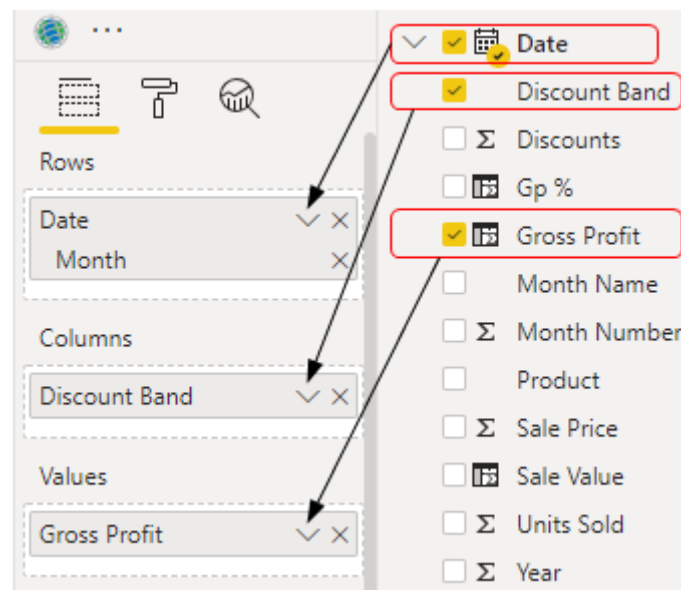 Rows
Date
Month
Columns
Discount Band
Values
Gross Profit
Date
Discount Band
Σ Discounts
Gp %
Gross Profit
Month Name
Σ Month Number
Product
Σ Sale Price
Sale Value
Σ Units Sold
Σ Year